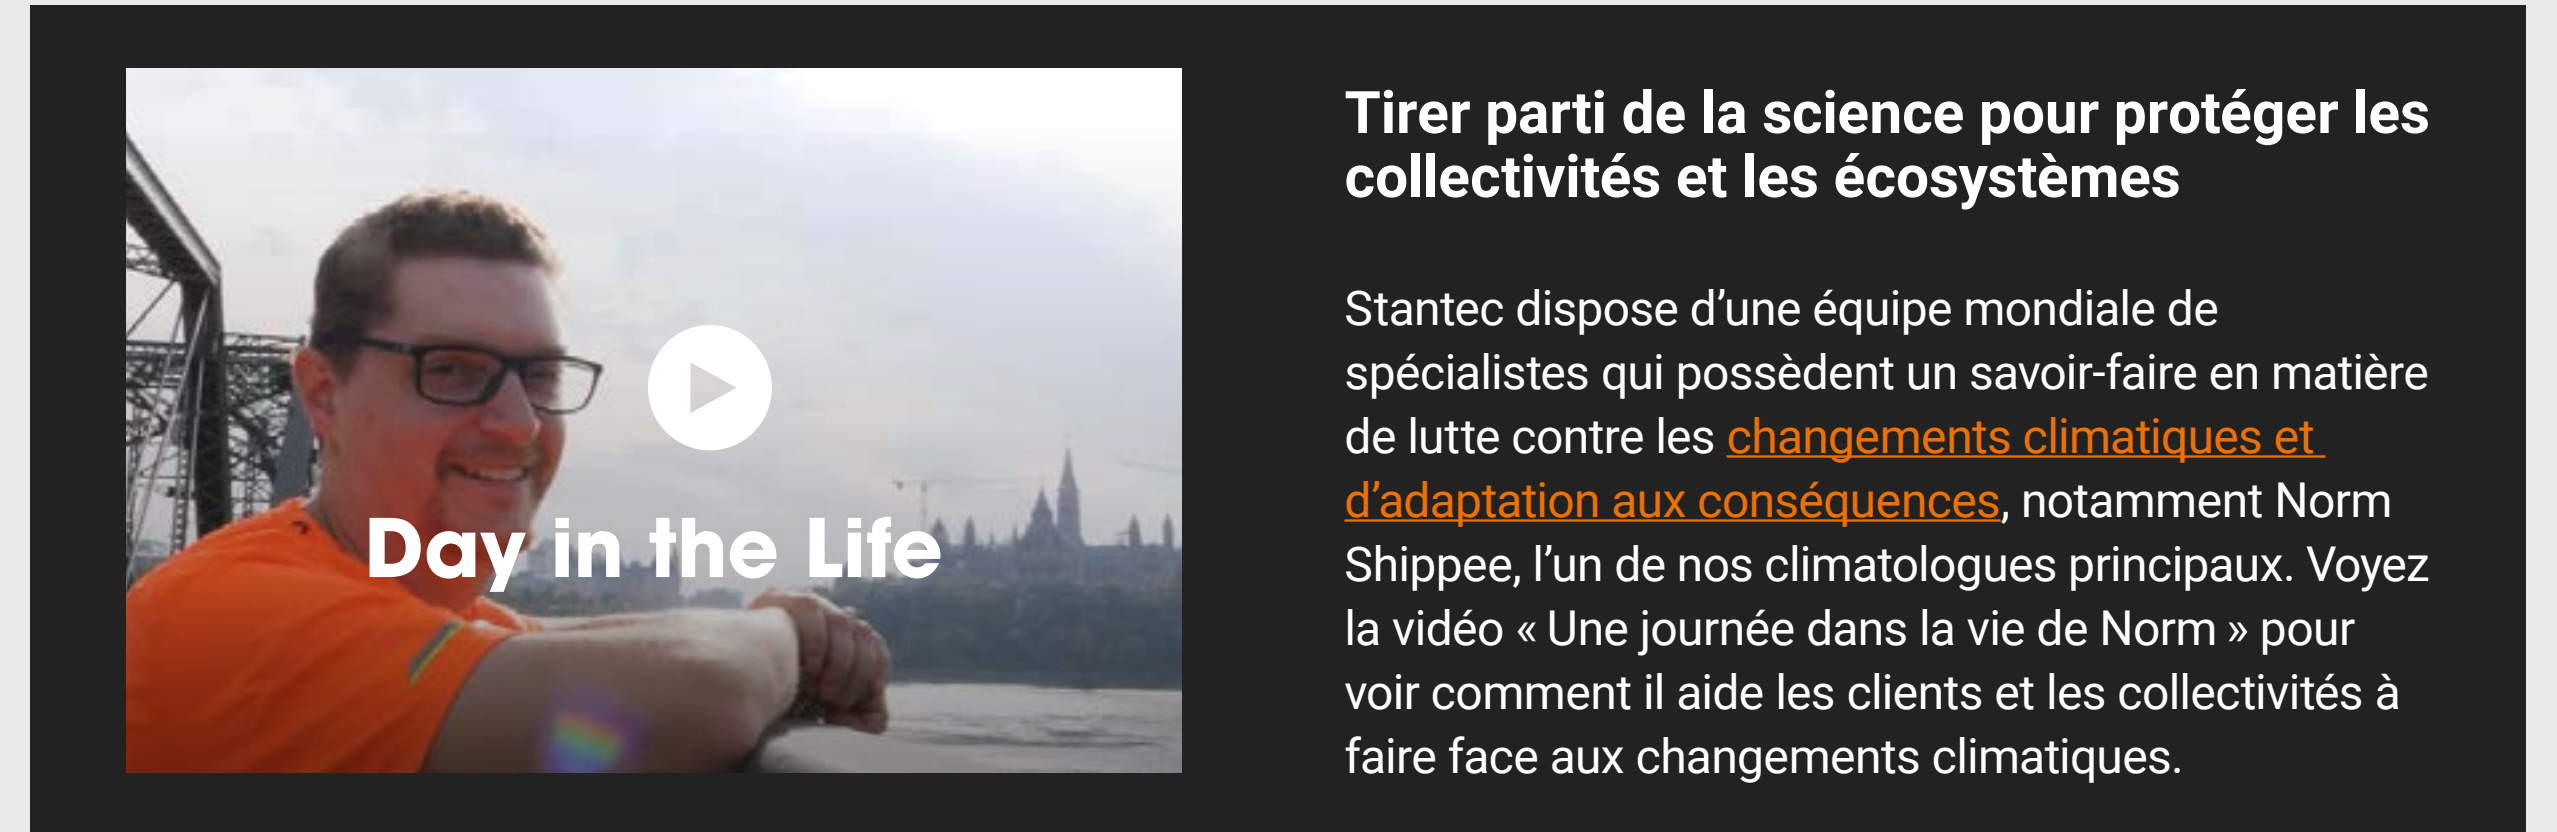 Day in the Life
Tirer parti de la science pour protéger les
collectivités et les écosystèmes
Stantec dispose d’une équipe mondiale de
spécialistes qui possèdent un savoir-faire en matière
de lutte contre les changements climatiques et
d’adaptation aux conséquences, notamment Norm
Shippee, l’un de nos climatologues principaux. Voyez
la vidéo « Une journée dans la vie de Norm » pour
voir comment il aide les clients et les collectivités à
faire face aux changements climatiques.